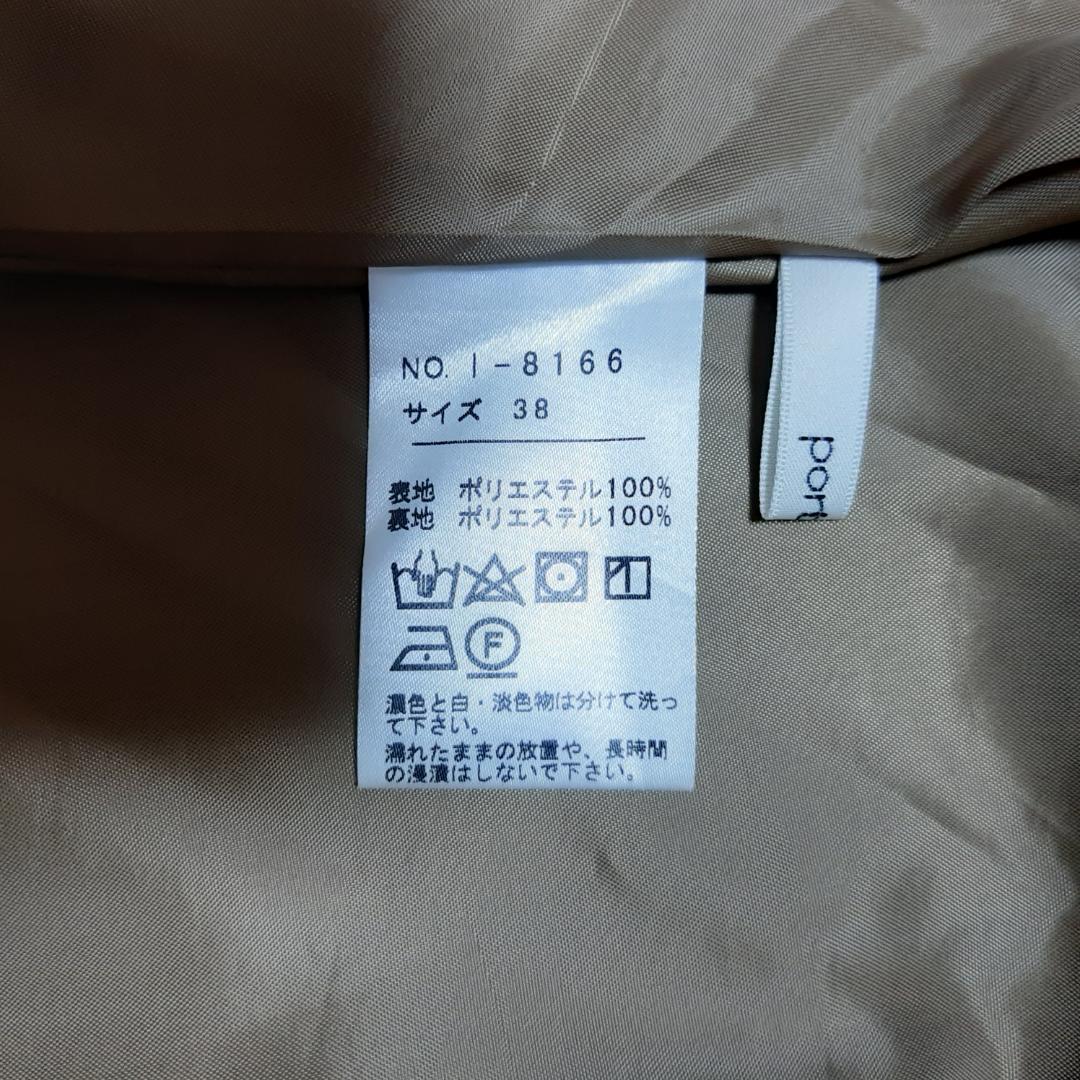 NO. I-8166
サイズ 38
表地 ポリエステル100%
裏地 ポリエステル100%
F
濃色と白・淡色物は分けて洗っ
て下さい。
濡れたままの放置や、長時間
の浸漬はしないで下さい。
port